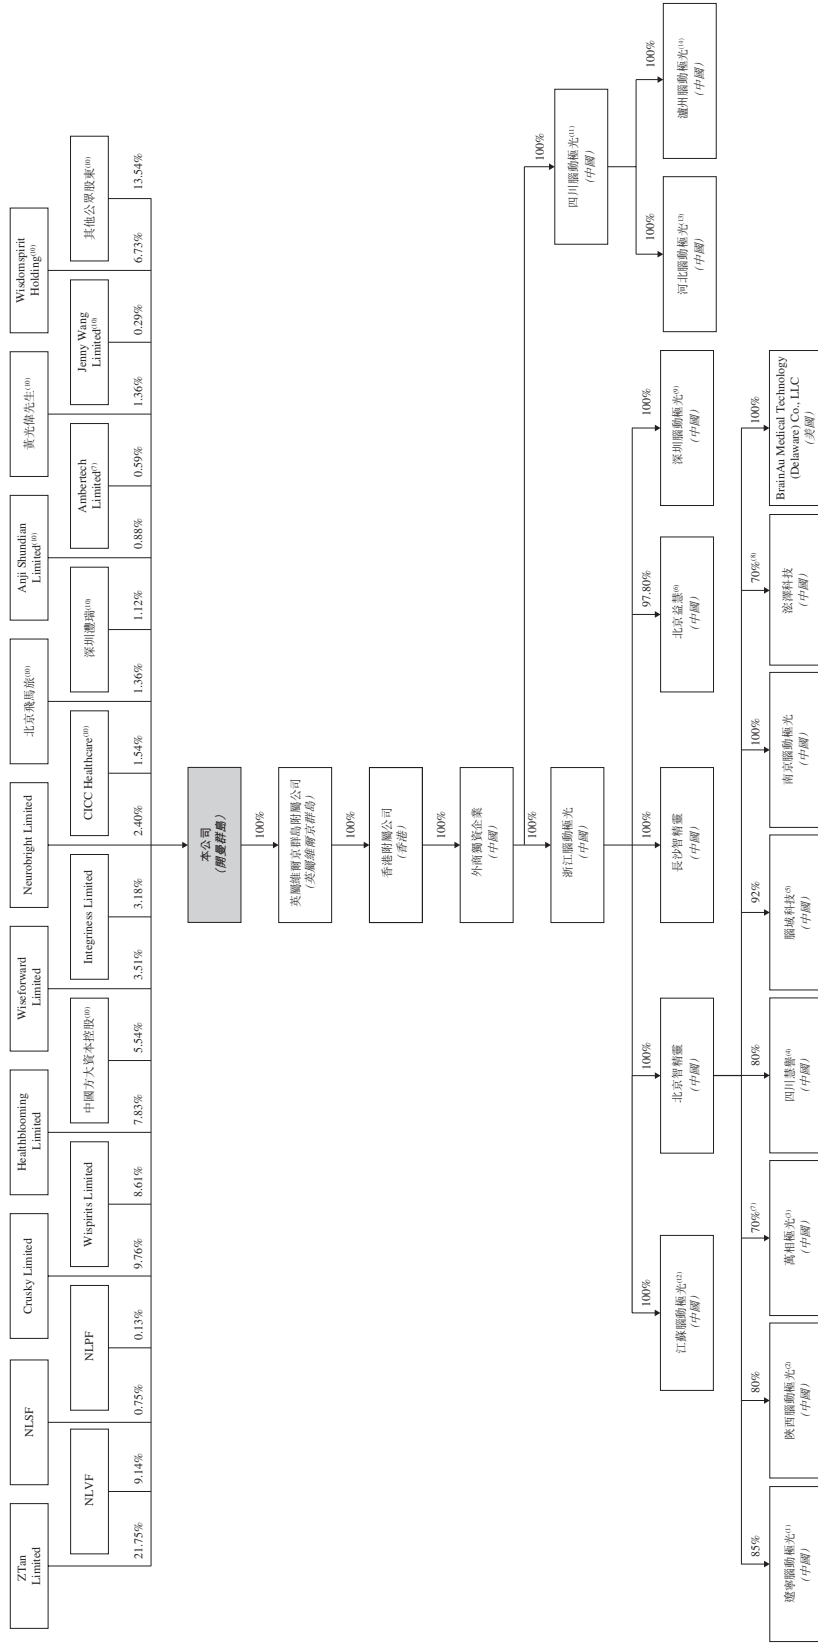 ZTan
Limited
NLSF
Crusky Limited
Healthblooming
Limited
Wiseforward
Limited
Neurobright Limited
北京飛馬旅(10)
Anji Shundian
Limited(10)
黃光偉先生(10)
Wisdomspirit
Holding(10)
NLVF
NLPF
Wispirits Limited
中國方大資本控股(10)
Integriness Limited
CICC Healthcare(10)
深圳灃瑞(10)
Ambertech
Limited(7)
Jenny Wang
Limited(10)
其他公眾股東(10)
21.75%
9.14%
0.75%
0.13%
9.76%
8.61%
7.83%
5.54%
3.51%
3.18%
2.40%
1.54%
1.36%
1.12%
0.88%
0.59%
1.36%
0.29%
6.73%
13.54%
本公司
(開曼群島)
100%
英屬維爾京群島附屬公司
(英屬維爾京群島)
100%
香港附屬公司
(香港)
100%
外商獨資企業
(中國)
100%
100%
浙江腦動極光
(中國)
四川腦動極光(11)
(中國)
100%
100%
100%
97.80%
100%
100%
100%
江蘇腦動極光(12)
(中國)
北京智精靈
(中國)
長沙智精靈
(中國)
北京益慧(6)
(中國)
深圳腦動極光(9)
(中國)
河北腦動極光(13)
(中國)
瀘州腦動極光(14)
(中國)
85%
80%
70%(7)
80%
92%
100%
70%(8)
100%
遼寧腦動極光(1)
(中國)
陝西腦動極光(2)
(中國)
萬相極光(3)
(中國)
四川慧譽(4)
(中國)
腦域科技(5)
(中國)
南京腦動極光
(中國)
浤澤科技
(中國)
BrainAu Medical Technology
(Delaware) Co., LLC
(美國)